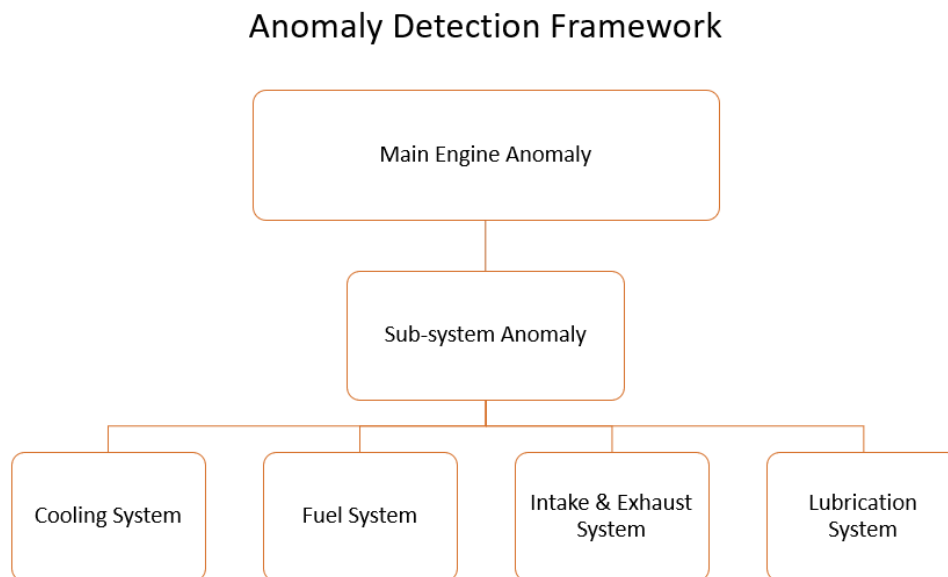 Anomaly Detection Framework
Main Engine Anomaly
Sub-system Anomaly
Cooling System
Fuel System
Intake & Exhaust
System
Lubrication
System